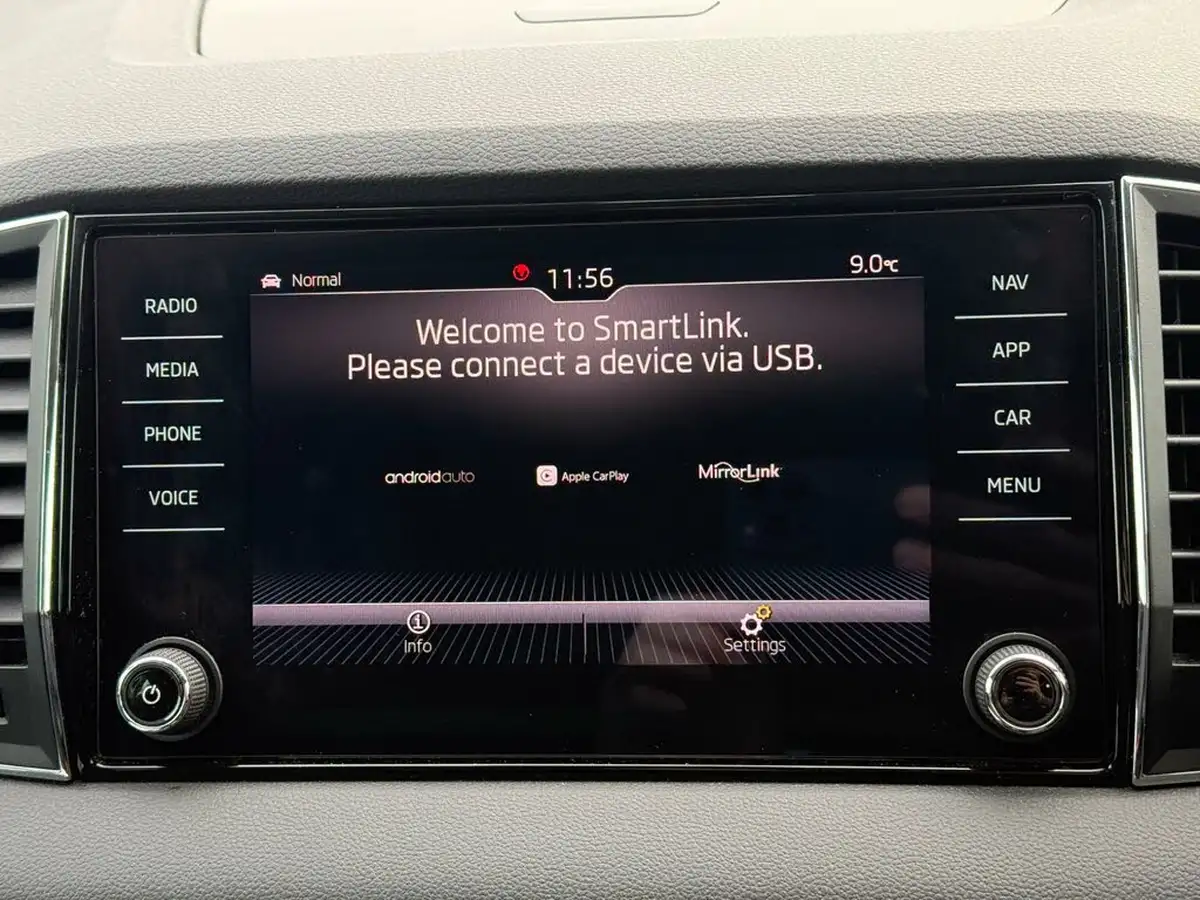 Normal 11:56 9.0°C
Welcome to SmartLink.
Please connect a device via USB.
androidauto Apple CarPlay MirrorLink
Info Settings
RADIO
MEDIA
PHONE
VOICE
NAV
APP
CAR
MENU